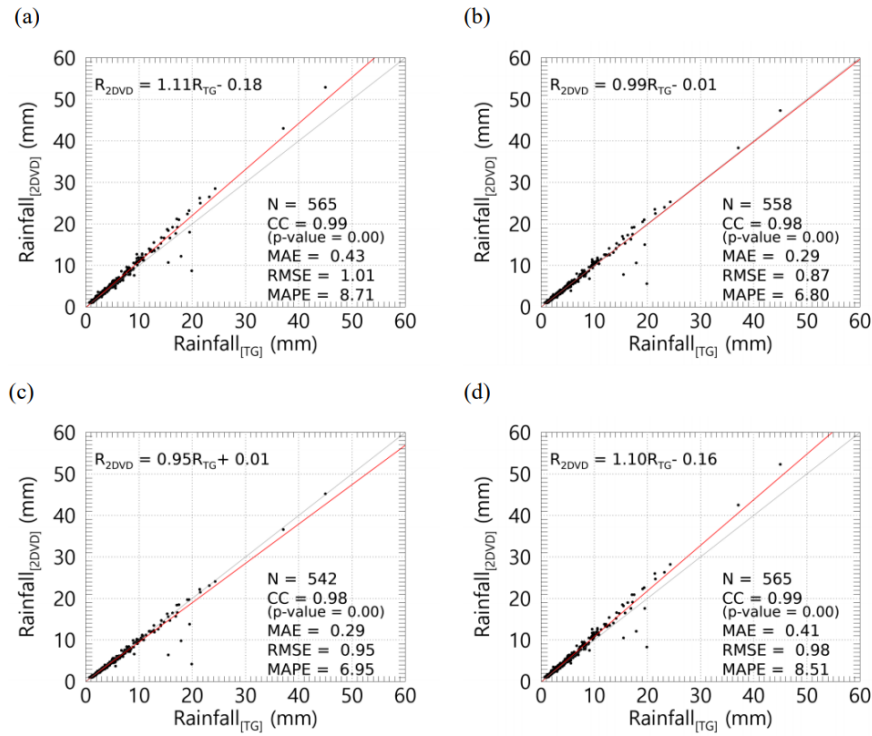 (a)
60
50
40
30
20
10
0
Rainfall[2DVD] (mm)
R2DVD = 1.11RTG- 0.18
N = 565
CC = 0.99
(p-value = 0.00)
MAE = 0.43
RMSE = 1.01
MAPE = 8.71
0 10 20 30 40 50 60
Rainfall[TG] (mm)
(b)
60
50
40
30
20
10
0
Rainfall[2DVD] (mm)
R2DVD = 0.99RTG- 0.01
N = 558
CC = 0.98
(p-value = 0.00)
MAE = 0.29
RMSE = 0.87
MAPE = 6.80
0 10 20 30 40 50 60
Rainfall[TG] (mm)
(c)
60
50
40
30
20
10
0
Rainfall[2DVD] (mm)
R2DVD = 0.95RTG+ 0.01
N = 542
CC = 0.98
(p-value = 0.00)
MAE = 0.29
RMSE = 0.95
MAPE = 6.95
0 10 20 30 40 50 60
Rainfall[TG] (mm)
(d)
60
50
40
30
20
10
0
Rainfall[2DVD] (mm)
R2DVD = 1.10RTG- 0.16
N = 565
CC = 0.99
(p-value = 0.00)
MAE = 0.41
RMSE = 0.98
MAPE = 8.51
0 10 20 30 40 50 60
Rainfall[TG] (mm)